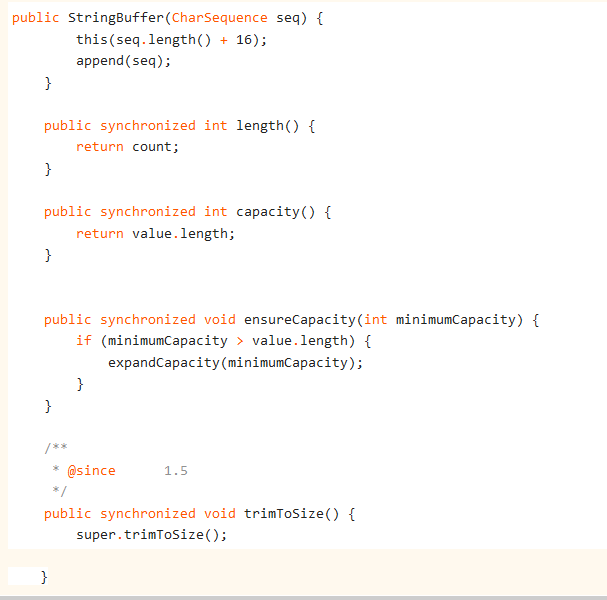 public StringBuffer(CharSequence seq) {
        this(seq.length() + 16);
        append(seq);
    }

    public synchronized int length() {
        return count;
    }

    public synchronized int capacity() {
        return value.length;
    }


    public synchronized void ensureCapacity(int minimumCapacity) {
        if (minimumCapacity > value.length) {
            expandCapacity(minimumCapacity);
        }
    }

    /**
     * @since      1.5
     */
    public synchronized void trimToSize() {
        super.trimToSize();

    }